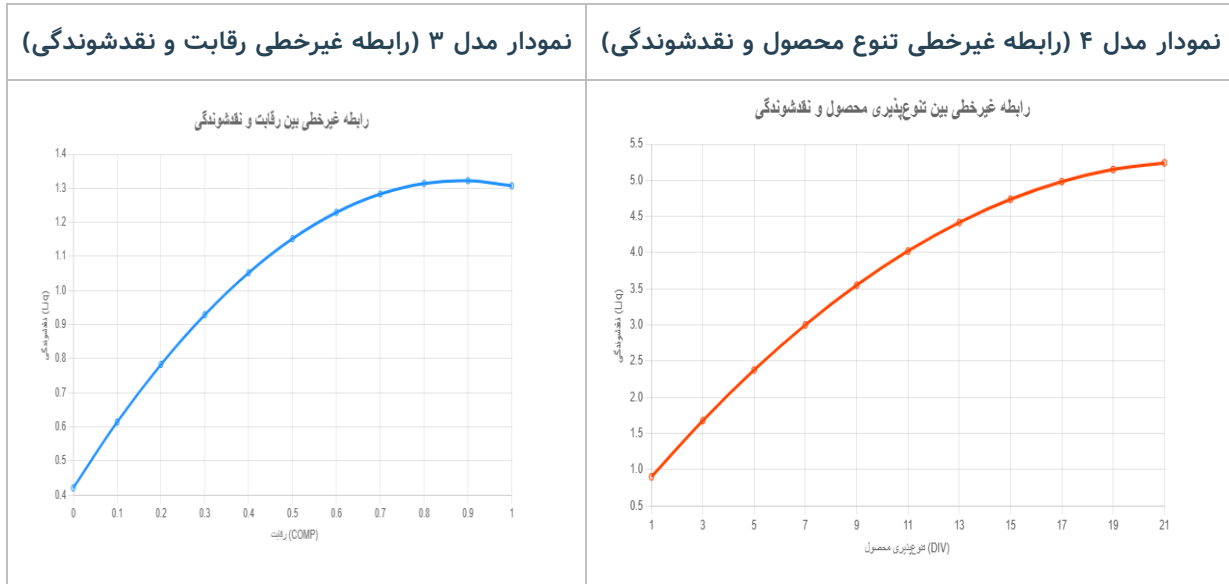 نمودار مدل ۴ (رابطه غیرخطی تنوع محصول و نقدشوندگی)
نمودار مدل ۳ (رابطه غیرخطی رقابت و نقدشوندگی)
رابطه غیرخطی بین تنوع‌پذیری محصول و نقدشوندگی
5.5
5.0
4.5
4.0
3.5
3.0
2.5
2.0
1.5
1.0
0.5
نقدشوندگی (Liq)
1 3 5 7 9 11 13 15 17 19 21
تنوع‌پذیری محصول (DIV)
رابطه غیرخطی بین رقابت و نقدشوندگی
1.4
1.3
1.2
1.1
1.0
0.9
0.8
0.7
0.6
0.5
0.4
نقدشوندگی (Liq)
0 0.1 0.2 0.3 0.4 0.5 0.6 0.7 0.8 0.9 1
رقابت (COMP)